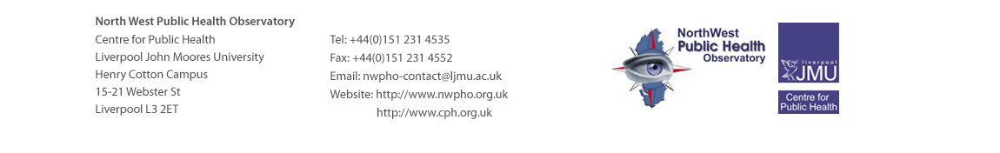 North West Public Health Observatory
Centre for Public Health
Liverpool John Moores University
Henry Cotton Campus
15-21 Webster St
Liverpool L3 2ET
Tel: +44(0)151 231 4535
Fax: +44(0)151 231 4552
Email: nwpho-contact@ljmu.ac.uk
Website: http://www.nwpho.org.uk
http://www.cph.org.uk
NorthWest
Public Health
Observatory
liverpool
JMU
Centre for
Public Health